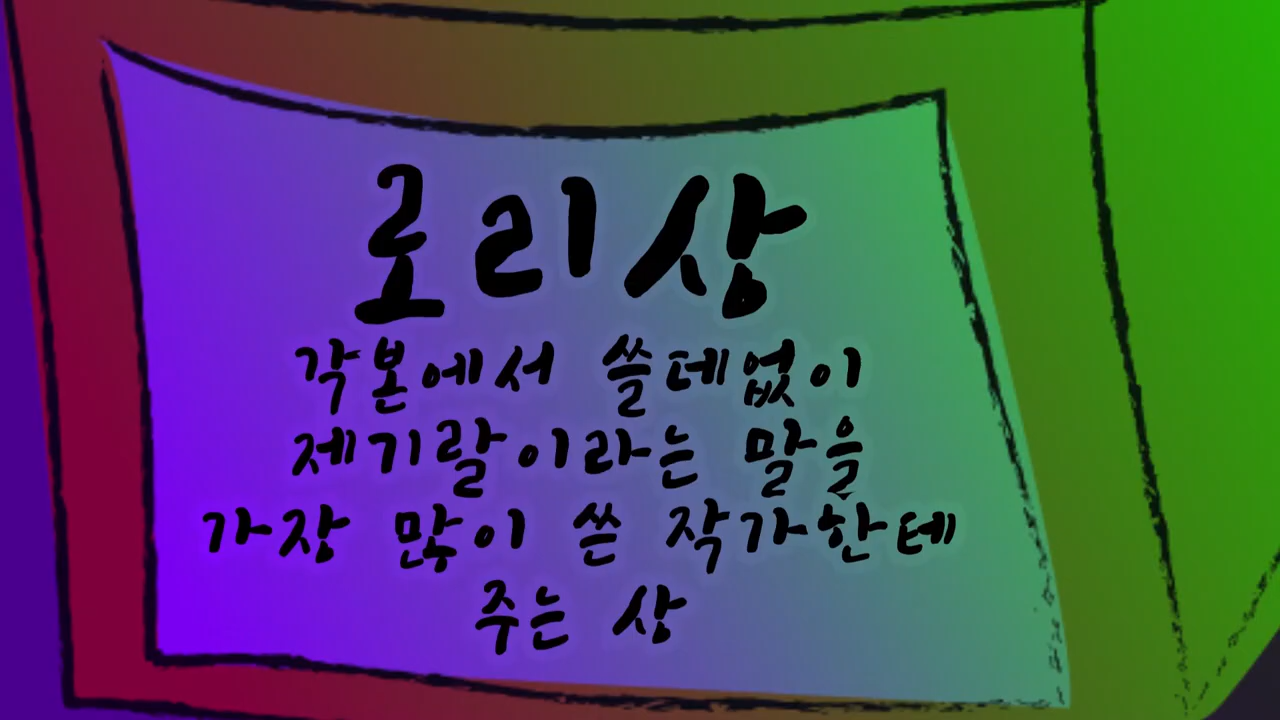 로리상
각본에서 쓸데없이
제기랄이라는 말을
가장 많이 쓴 작가한테
주는 상